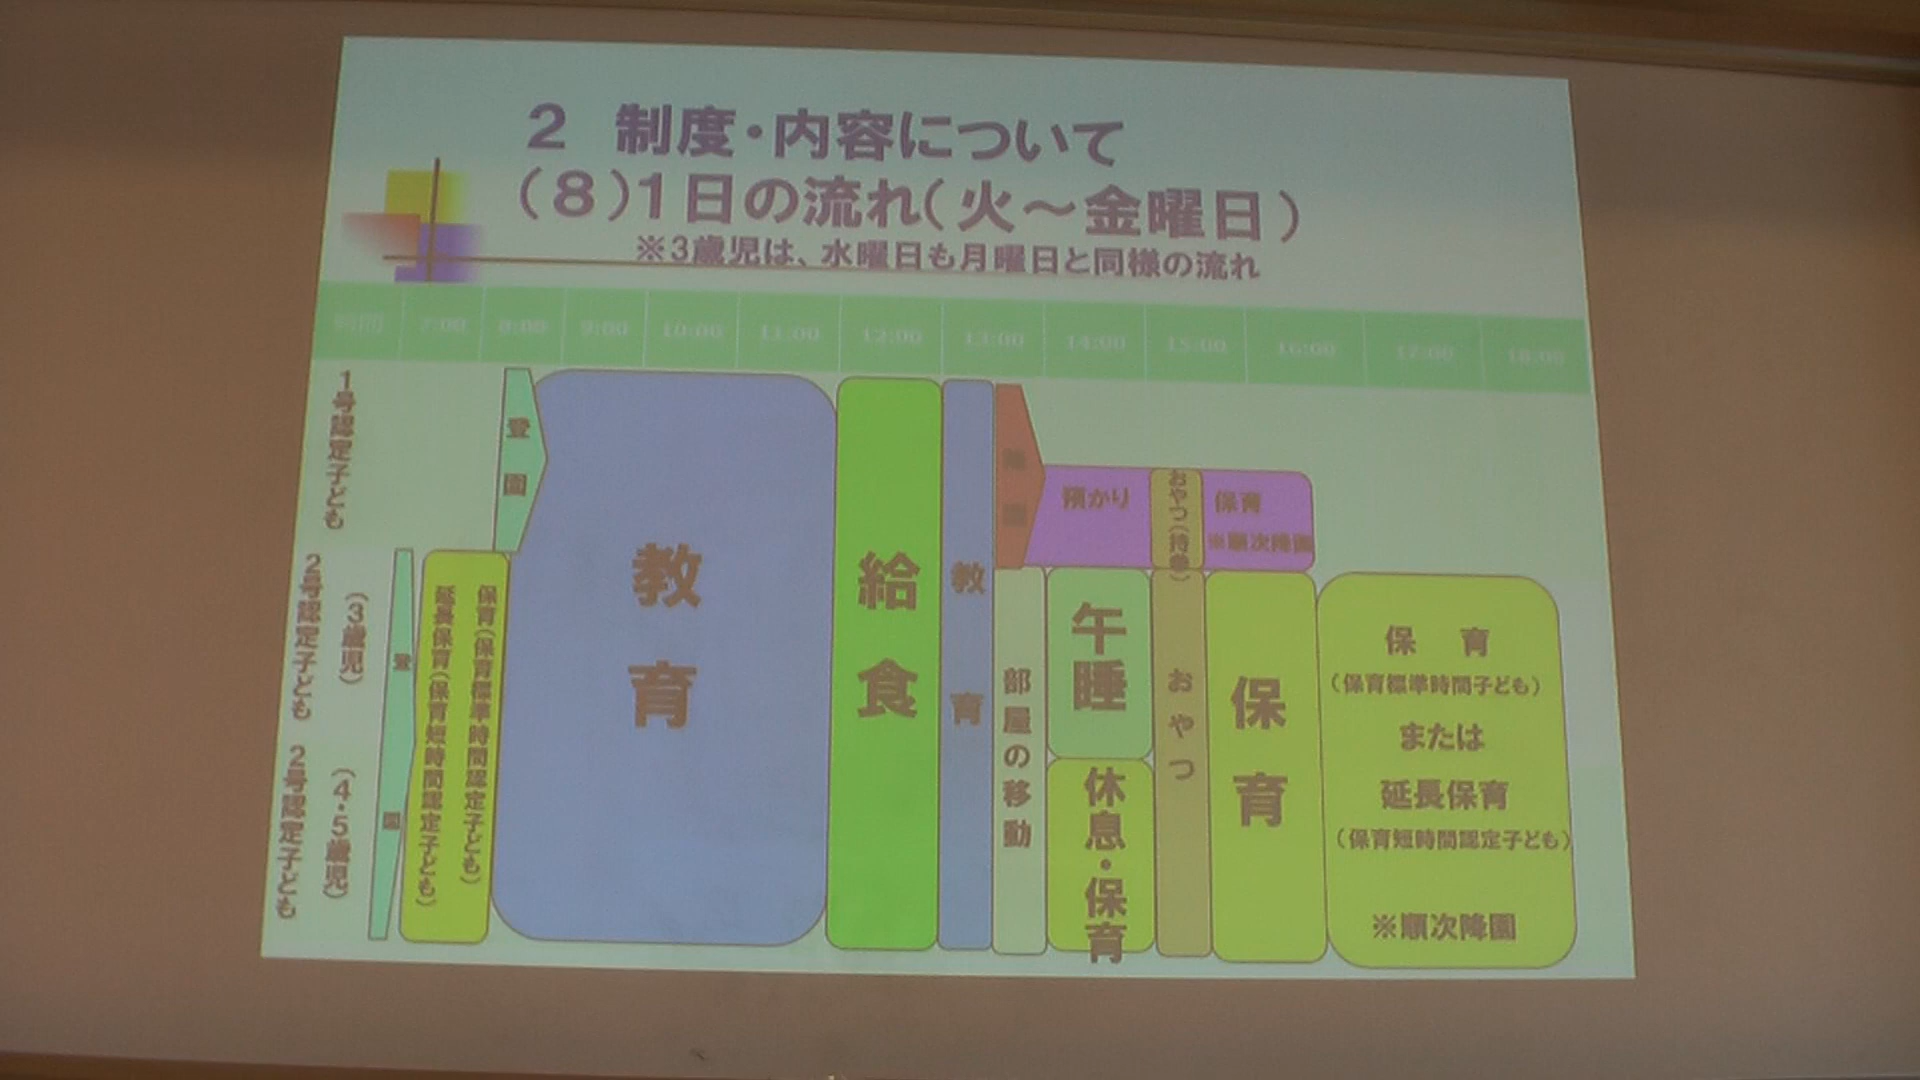 2 制度・内容について
(8)1日の流れ(火～金曜日)
※3歳児は、水曜日も月曜日と同様の流れ
時間 7:00 8:00 9:00 10:00 11:00 12:00 13:00 14:00 15:00 16:00 17:00 18:00
1号認定子ども
登園
教育
給食
教育
降園
預かり
おやつ(持参)
保育
※順次降園
2号認定子ども
(3歳児)
2号認定子ども
(4・5歳児)
登園
延長保育(保育短時間認定子ども)
保育(保育標準時間認定子ども)
部屋の移動
午睡
休息・保育
おやつ
保育
保 育
(保育標準時間子ども)
または
延長保育
(保育短時間認定子ども)
※順次降園